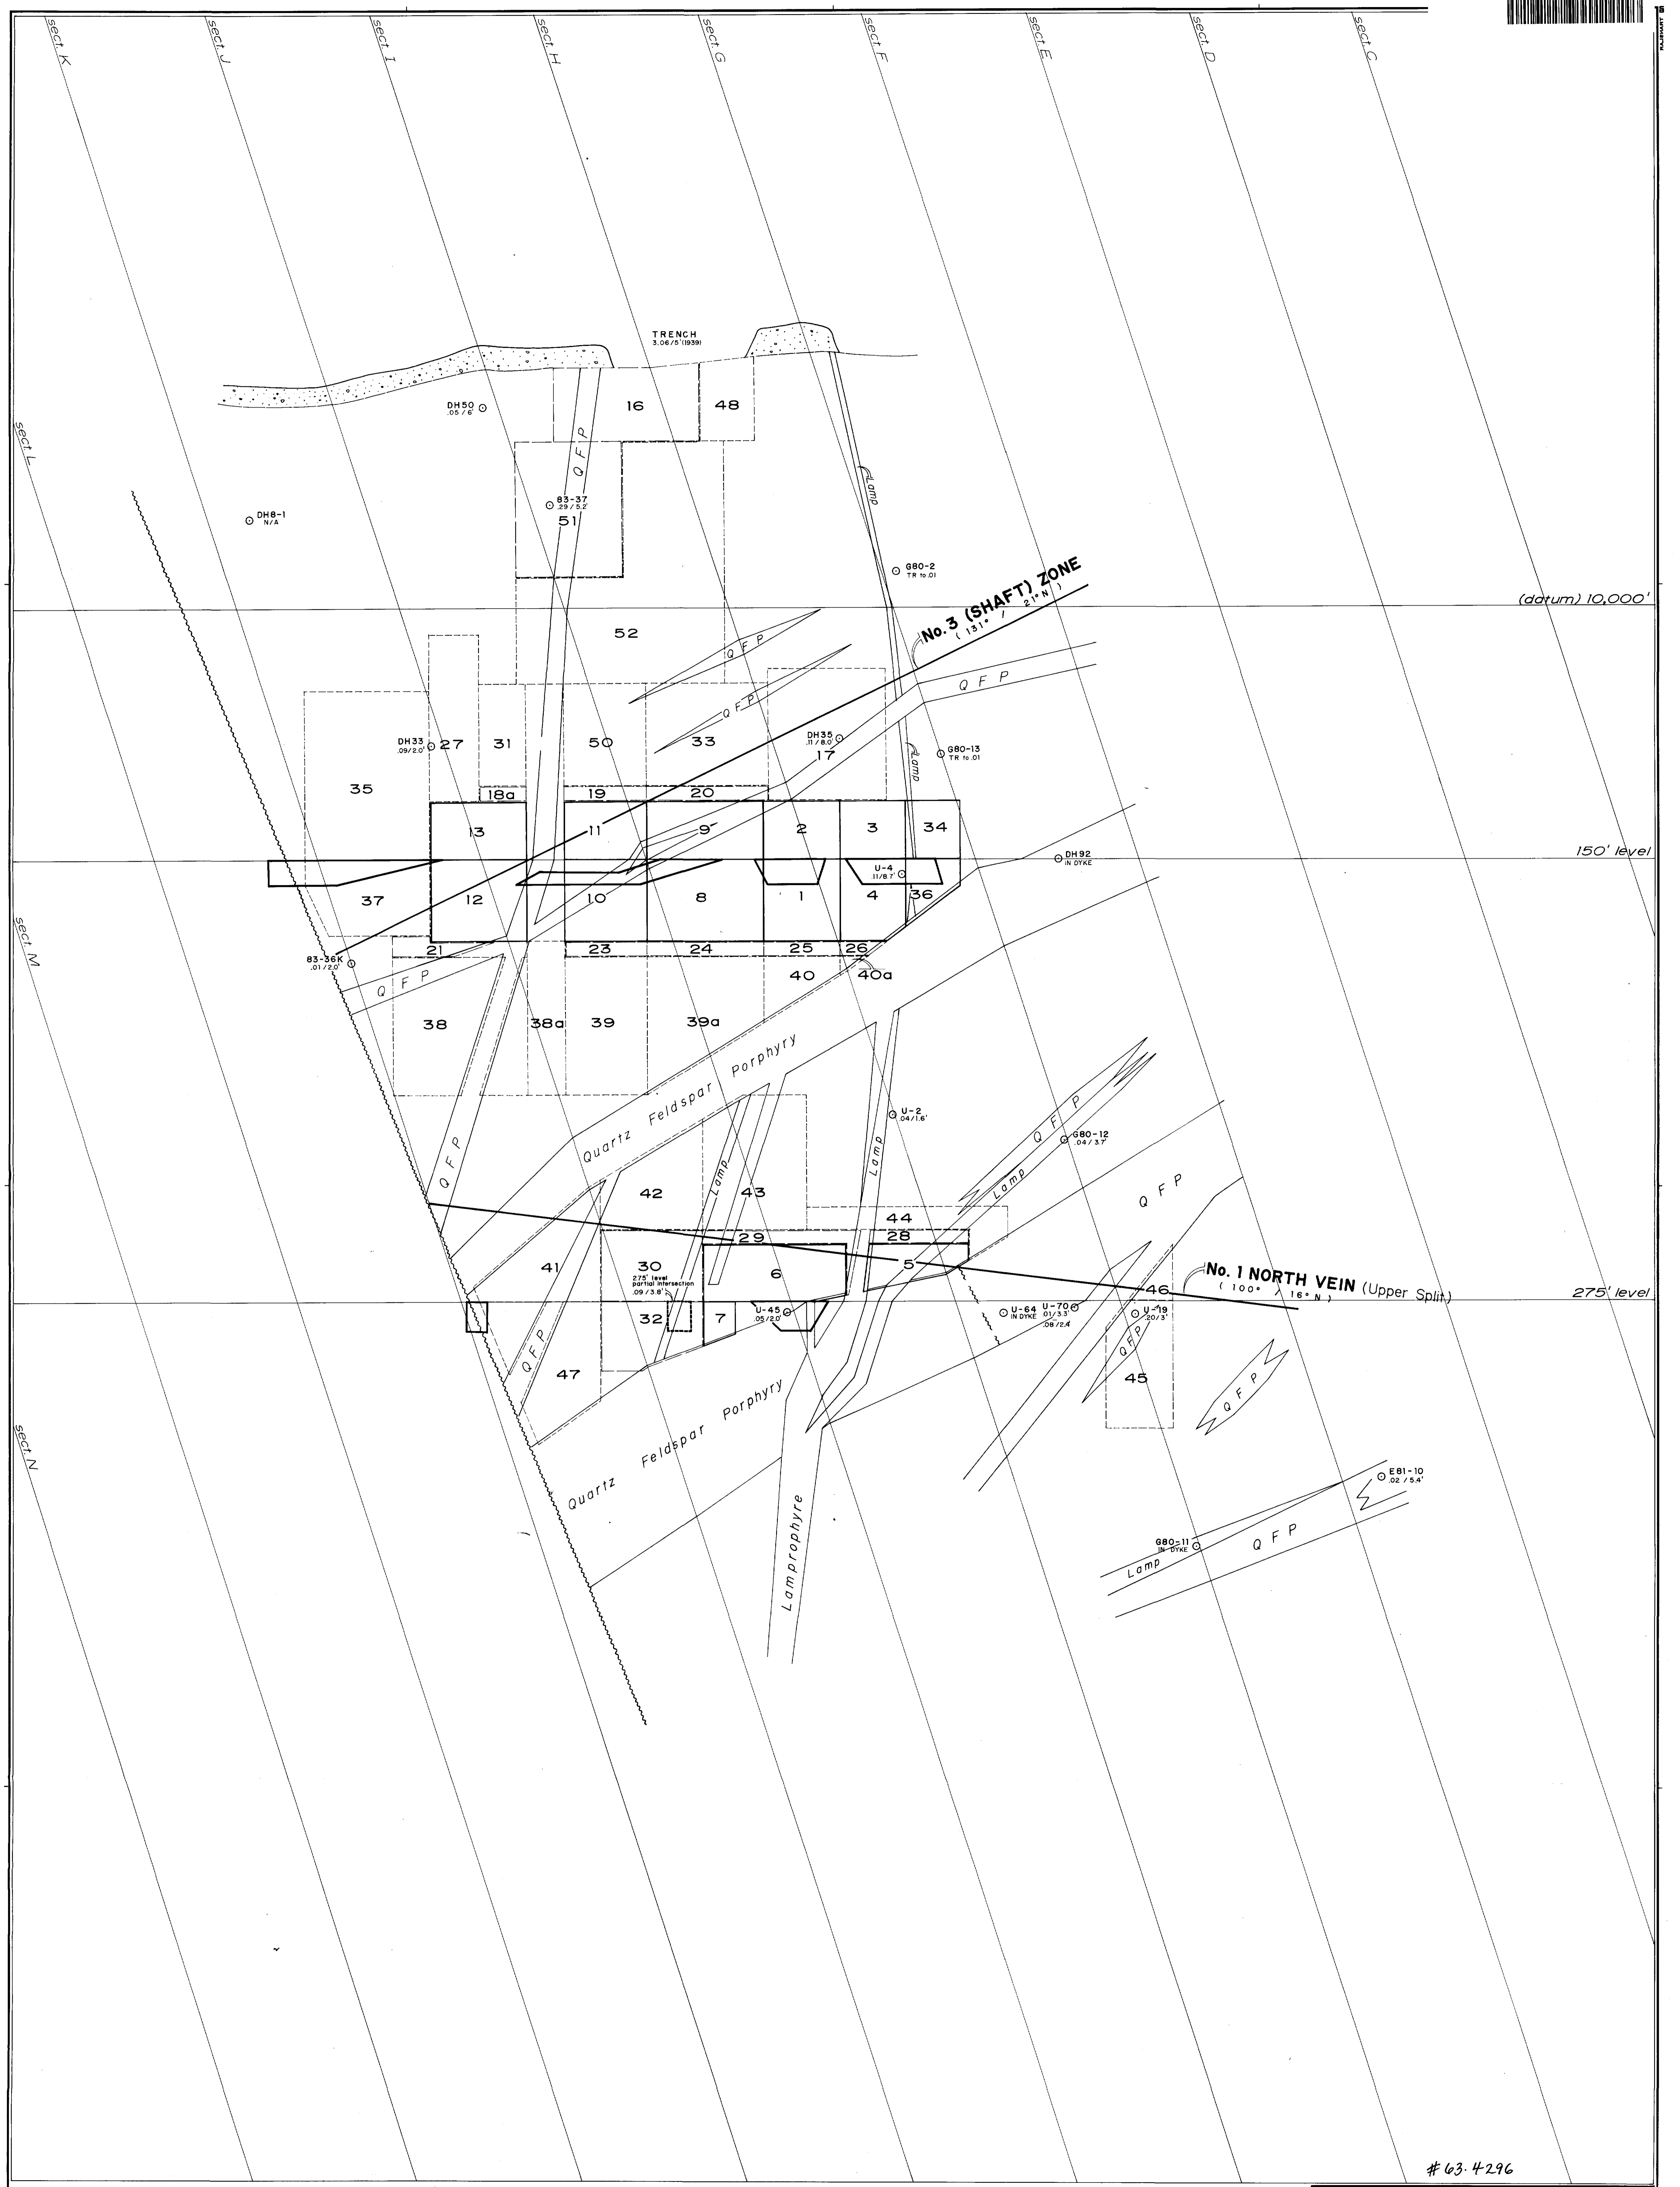 sect. K
sect. J
sect. I
sect. H
sect. G
sect. F
sect. E
sect. D
sect. C
TRENCH
3.06/5'(1939)
DH50
.05 / 6'
16
48
Q F P
sect. L
Lamp
83-37
.29 / 5.2'
51
DH8-1
N/A
G80-2
TR to .01
No. 3 (SHAFT) ZONE
( 131° / 21° N )
(datum) 10,000'
52
Q F P
Q F P
Q F P
DH33
.09/2.0'
27
31
50
33
DH35
.11 / 8.0'
17
G80-13
TR to .01
Lamp
35
18a
19
20
13
11
9
2
3
34
DH92
IN DYKE
150' level
U-4
.11/8.7'
37
12
10
8
1
4
36
sect. M
21
23
24
25
26
83-36K
.01 / 2.0'
Q F P
40
40a
38
38a
39
39a
Quartz Feldspar Porphyry
U-2
.04/1.6'
Q F P
G80-12
.04 / 3.7'
Lamp
Lamp
Lamp
Q F P
42
43
Q F P
44
29
28
41
30
275' level
partial intersection
.09 / 3.8'
6
5
46
No. 1 NORTH VEIN (Upper Split)
( 100° / 16° N )
275' level
32
7
U-45
.05/2.0'
U-64
IN DYKE
U-70
.01/3.3'
.08/2.4'
U-19
.20/3'
Q F P
Q F P
47
45
Q F P
Quartz Feldspar Porphyry
sect. N
E81-10
.02 / 5.4'
Lamprophyre
G80-11
IN DYKE
Lamp
Q F P
# 63.4296